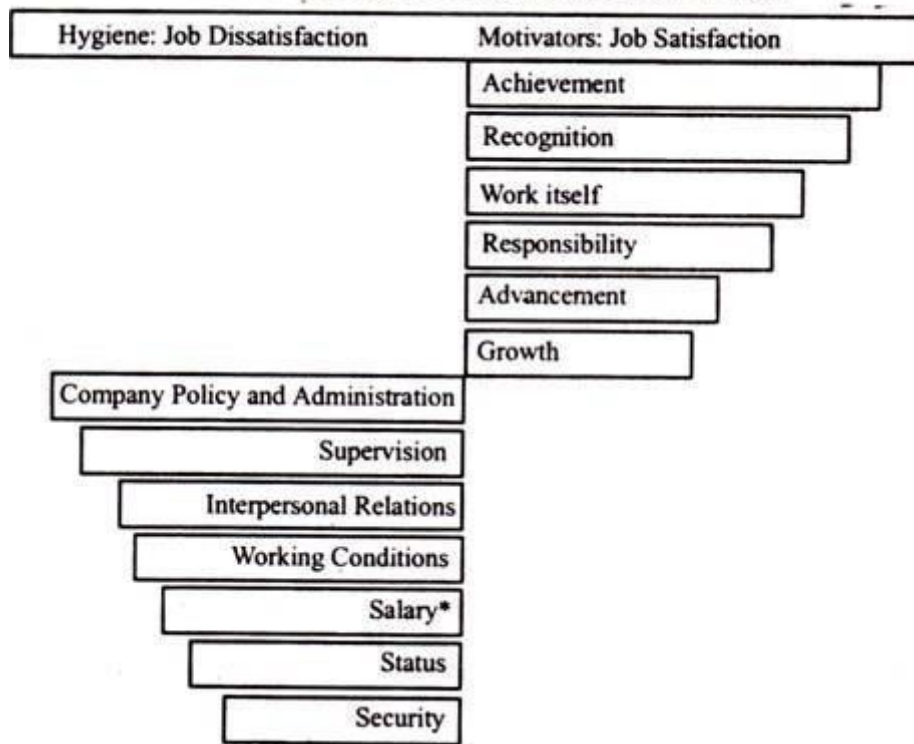 Hygiene: Job Dissatisfaction Motivators: Job Satisfaction
Achievement
Recognition
Work itself
Responsibility
Advancement
Growth
Company Policy and Administration
Supervision
Interpersonal Relations
Working Conditions
Salary*
Status
Security